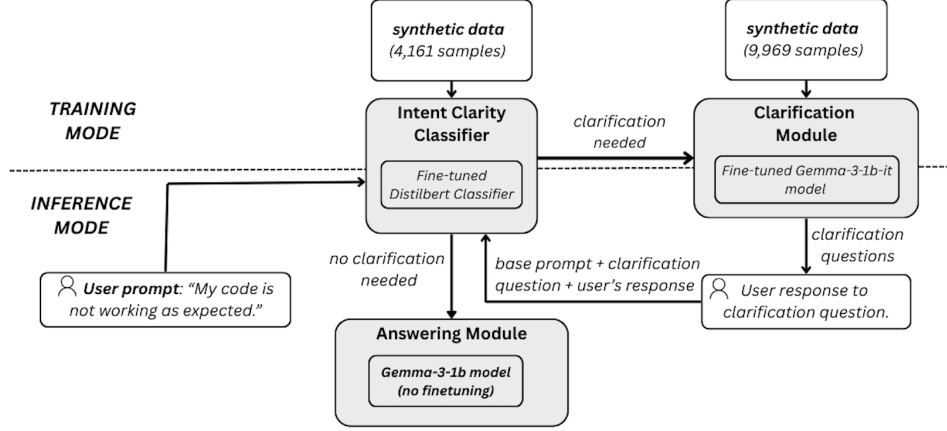 synthetic data
(4,161 samples)
synthetic data
(9,969 samples)
TRAINING
MODE
Intent Clarity
Classifier
Fine-tuned
Distilbert Classifier
clarification
needed
Clarification
Module
Fine-tuned Gemma-3-1b-it
model
INFERENCE
MODE
User prompt: “My code is
not working as expected.”
no clarification
needed
base prompt + clarification
question + user’s response
clarification
questions
User response to
clarification question.
Answering Module
Gemma-3-1b model
(no finetuning)